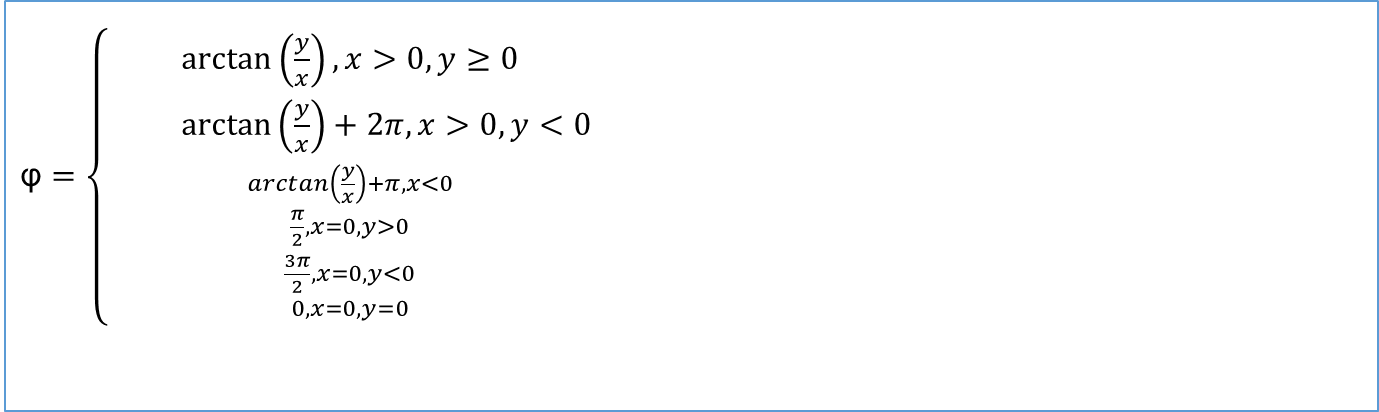 φ = {
arctan (y/x), x > 0, y ≥ 0
arctan (y/x) + 2π, x > 0, y < 0
arctan(y/x)+π,x<0
π/2,x=0,y>0
3π/2,x=0,y<0
0,x=0,y=0